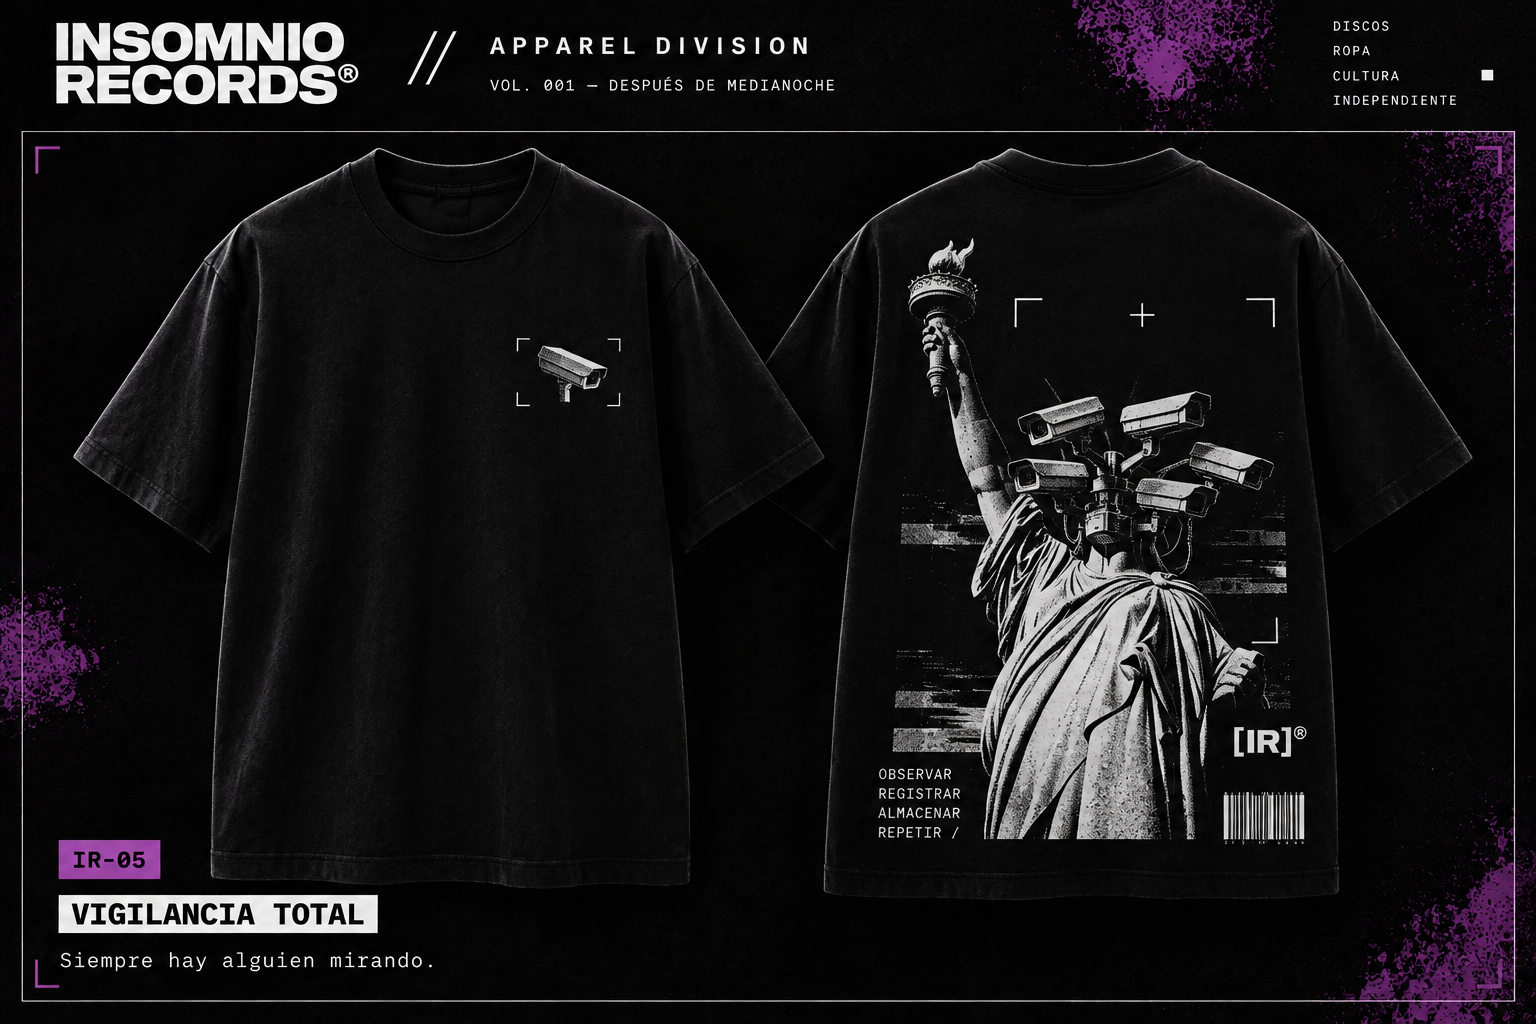 INSOMNIO
RECORDS®
//
APPAREL DIVISION
VOL. 001 — DESPUÉS DE MEDIANOCHE
DISCOS
ROPA
CULTURA
INDEPENDIENTE
[IR]®
OBSERVAR
REGISTRAR
ALMACENAR
REPETIR /
IR-05
VIGILANCIA TOTAL
Siempre hay alguien mirando.